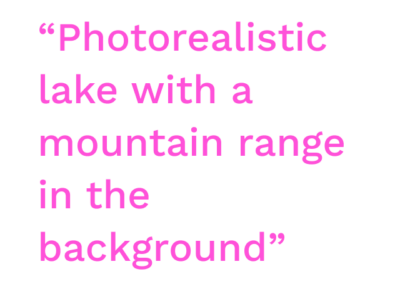 “Photorealistic
lake with a
mountain range
in the
background”